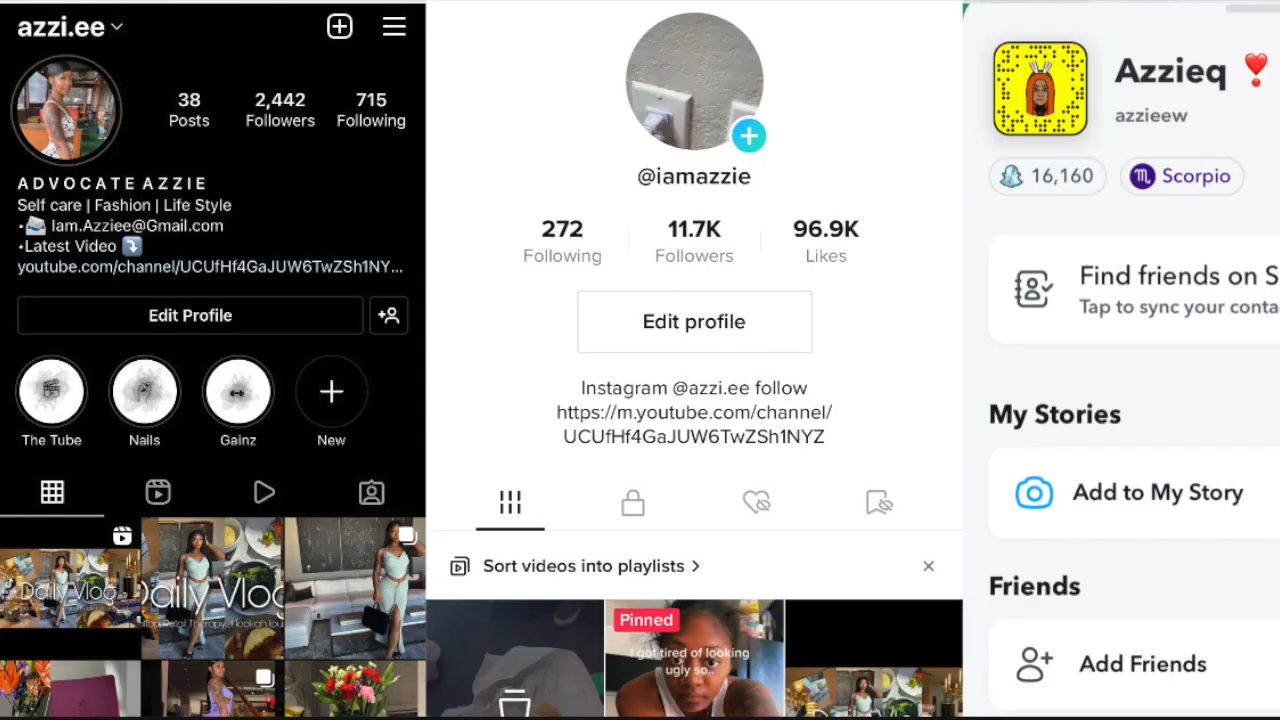 azzi.ee
38
Posts
2,442
Followers
715
Following
A D V O C A T E A Z Z I E
Self care | Fashion | Life Style
• Iam.Azziee@Gmail.com
•Latest Video
youtube.com/channel/UCUfHf4GaJUW6TwZSh1NY...
Edit Profile
The Tube
Nails
Gainz
New
Daily Vlog
Daily Vlog
@iamazzie
272
Following
11.7K
Followers
96.9K
Likes
Edit profile
Instagram @azzi.ee follow
https://m.youtube.com/channel/
UCUfHf4GaJUW6TwZSh1NYZ
Sort videos into playlists
Pinned
I got tired of looking
ugly so..
Daily Vlog
Azzieq
azzieew
16,160
Scorpio
Find friends on S
Tap to sync your conta
My Stories
Add to My Story
Friends
Add Friends